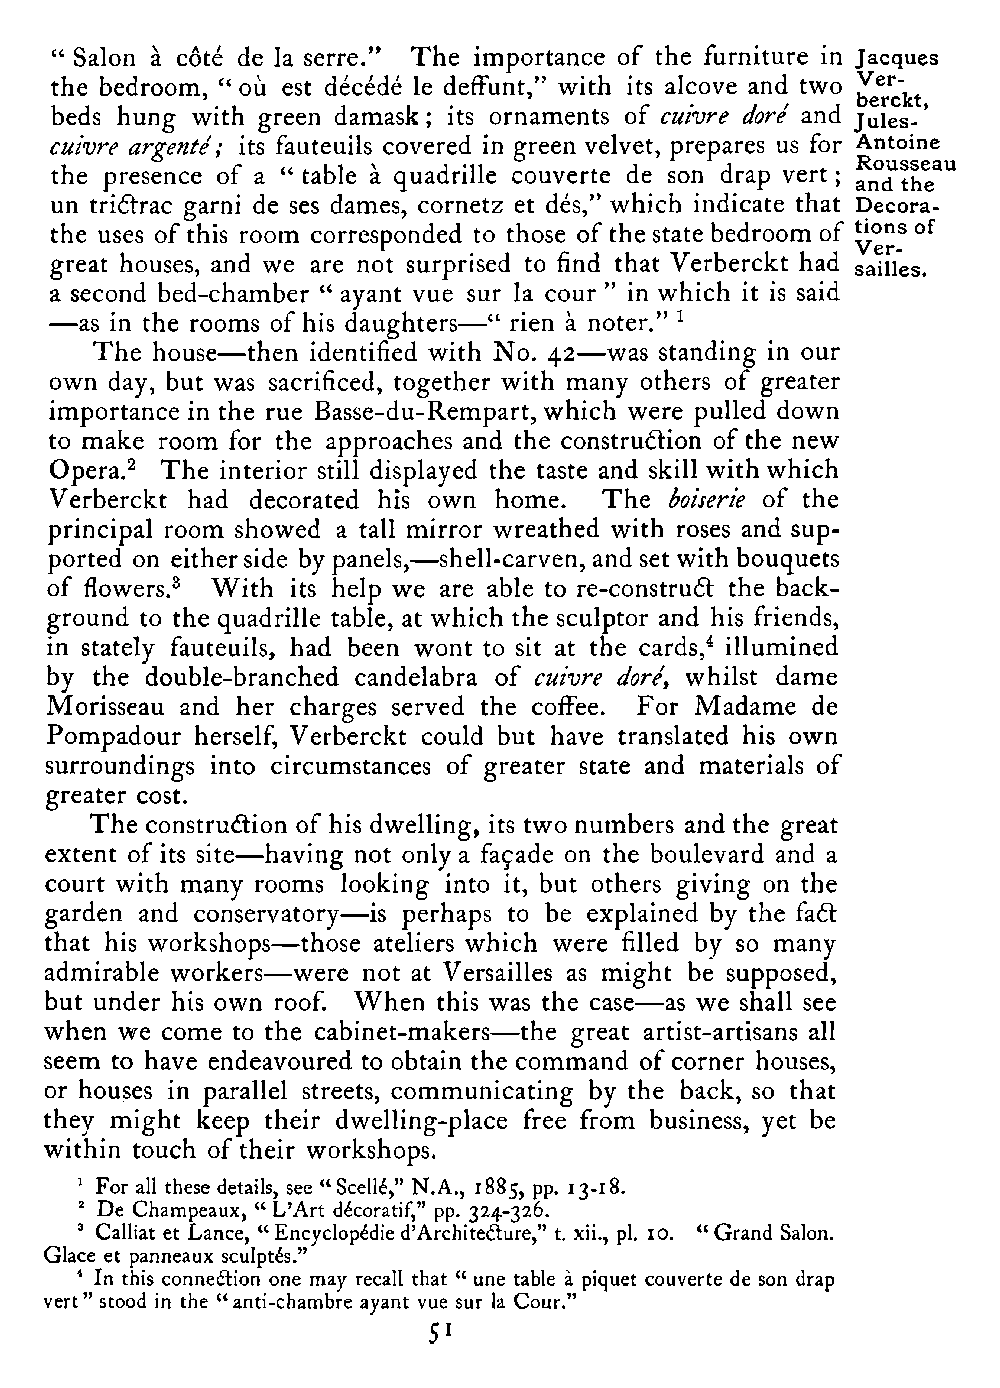 “ Salon à côté de la serre.” The importance of the furniture in
the bedroom, “ où est décédé le deffunt,” with its alcove and two
beds hung with green damask ; its ornaments of cuivre doré and
cuivre argenté ; its fauteuils covered in green velvet, prepares us for
the presence of a “ table à quadrille couverte de son drap vert ;
un trictrac garni de ses dames, cornetz et dés,” which indicate that
the uses of this room corresponded to those of the state bedroom of
great houses, and we are not surprised to find that Verberckt had
a second bed-chamber “ ayant vue sur la cour ” in which it is said
—as in the rooms of his daughters—“ rien à noter.” ¹
The house—then identified with No. 42—was standing in our
own day, but was sacrificed, together with many others of greater
importance in the rue Basse-du-Rempart, which were pulled down
to make room for the approaches and the construction of the new
Opera.² The interior still displayed the taste and skill with which
Verberckt had decorated his own home. The boiserie of the
principal room showed a tall mirror wreathed with roses and sup-
ported on either side by panels,—shell-carven, and set with bouquets
of flowers.³ With its help we are able to re-construct the back-
ground to the quadrille table, at which the sculptor and his friends,
in stately fauteuils, had been wont to sit at the cards,⁴ illumined
by the double-branched candelabra of cuivre doré, whilst dame
Morisseau and her charges served the coffee. For Madame de
Pompadour herself, Verberckt could but have translated his own
surroundings into circumstances of greater state and materials of
greater cost.
The construction of his dwelling, its two numbers and the great
extent of its site—having not only a façade on the boulevard and a
court with many rooms looking into it, but others giving on the
garden and conservatory—is perhaps to be explained by the fact
that his workshops—those ateliers which were filled by so many
admirable workers—were not at Versailles as might be supposed,
but under his own roof. When this was the case—as we shall see
when we come to the cabinet-makers—the great artist-artisans all
seem to have endeavoured to obtain the command of corner houses,
or houses in parallel streets, communicating by the back, so that
they might keep their dwelling-place free from business, yet be
within touch of their workshops.
Jacques
Ver-
berckt,
Jules-
Antoine
Rousseau
and the
Decora-
tions of
Ver-
sailles.
¹ For all these details, see “ Scellé,” N.A., 1885, pp. 13-18.
² De Champeaux, “ L’Art décoratif,” pp. 324-326.
³ Calliat et Lance, “ Encyclopédie d’Architecture,” t. xii., pl. 10. “ Grand Salon.
Glace et panneaux sculptés.”
⁴ In this connection one may recall that “ une table à piquet couverte de son drap
vert ” stood in the “ anti-chambre ayant vue sur la Cour.”
51